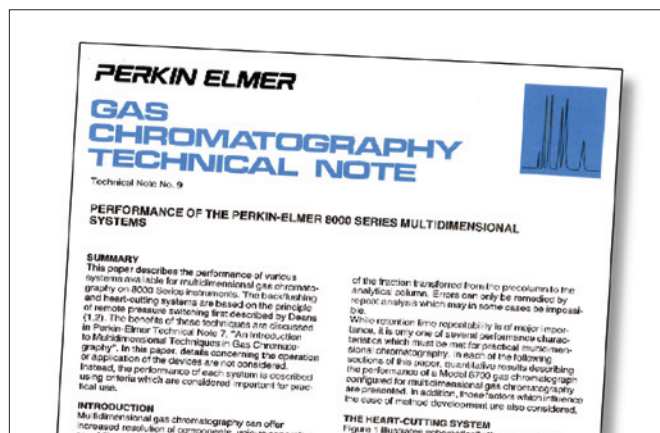 PERKIN ELMER
GAS
CHROMATOGRAPHY
TECHNICAL NOTE
Technical Note No. 9
PERFORMANCE OF THE PERKIN-ELMER 8000 SERIES MULTIDIMENSIONAL
SYSTEMS
SUMMARY
This paper describes the performance of various
systems available for multidimensional gas chromato-
graphy on 8000 Series instruments. The backflushing
and heart-cutting systems are based on the principle
of remote pressure switching first described by Deans
(1,2). The benefits of these techniques are discussed
in Perkin-Elmer Technical Note 7, "An Introduction
to Multidimensional Techniques in Gas Chromato-
graphy". In this paper, details concerning the operation
or application of the devices are not considered.
Instead, the performance of each system is described
using criteria which are considered important for prac-
tical use.
INTRODUCTION
Multidimensional gas chromatography can offer
increased resolution of components
of the fraction transferred from the precolumn to the
analytical column. Errors can only be remedied by
repeat analysis which may in some cases be impossi-
ble.
While retention time repeatability is of major impor-
tance, it is only one of several performance charac-
teristics which must be met for practical multidimen-
sional chromatography. In each of the following
sections of this paper, quantitative results describing
the performance of a Model 8700 gas chromatograph
configured for multidimensional gas chromatography
are presented. In addition, those factors which influence
the ease of method development are also considered.
THE HEART-CUTTING SYSTEM
Figure 1 illustrates